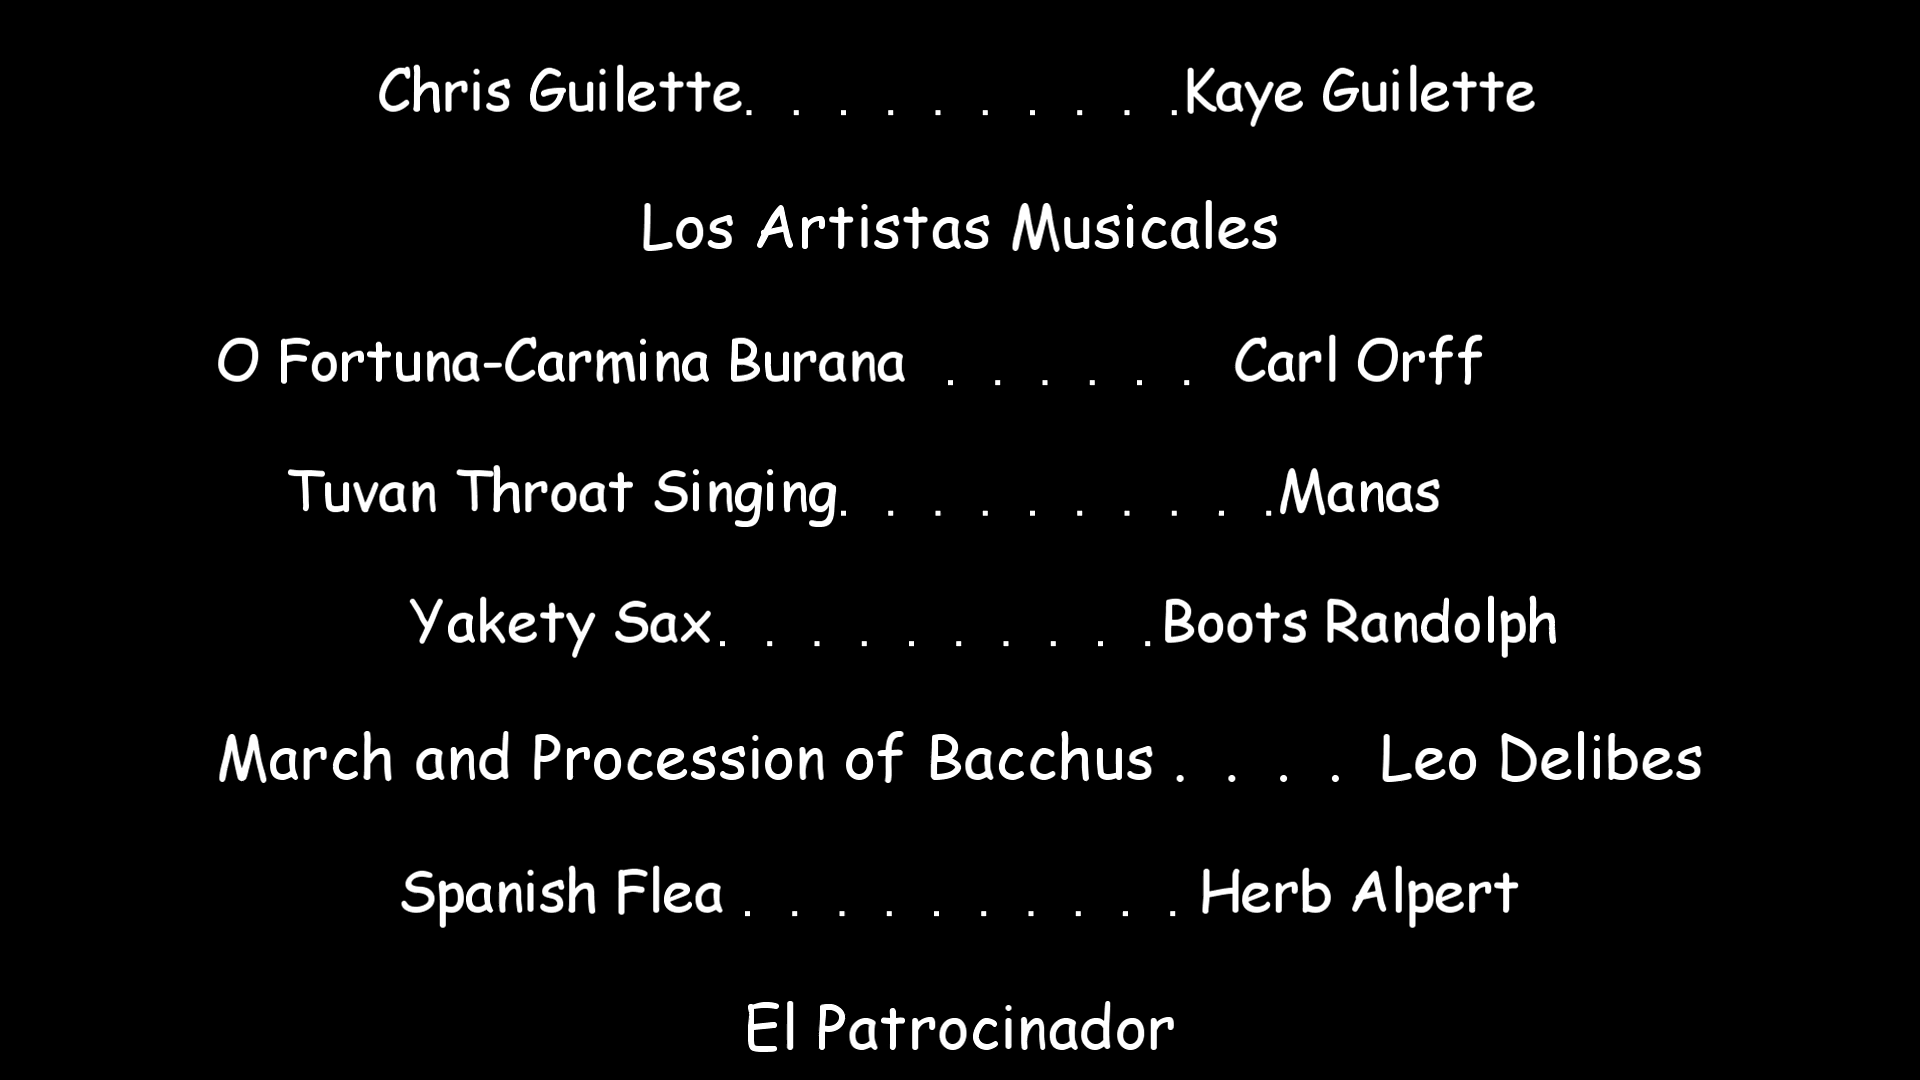 Chris Guilette. . . . . . . . . .Kaye Guilette
Los Artistas Musicales
O Fortuna-Carmina Burana . . . . . . Carl Orff
Tuvan Throat Singing. . . . . . . . . .Manas
Yakety Sax. . . . . . . . . .Boots Randolph
March and Procession of Bacchus . . . . Leo Delibes
Spanish Flea . . . . . . . . . . Herb Alpert
El Patrocinador